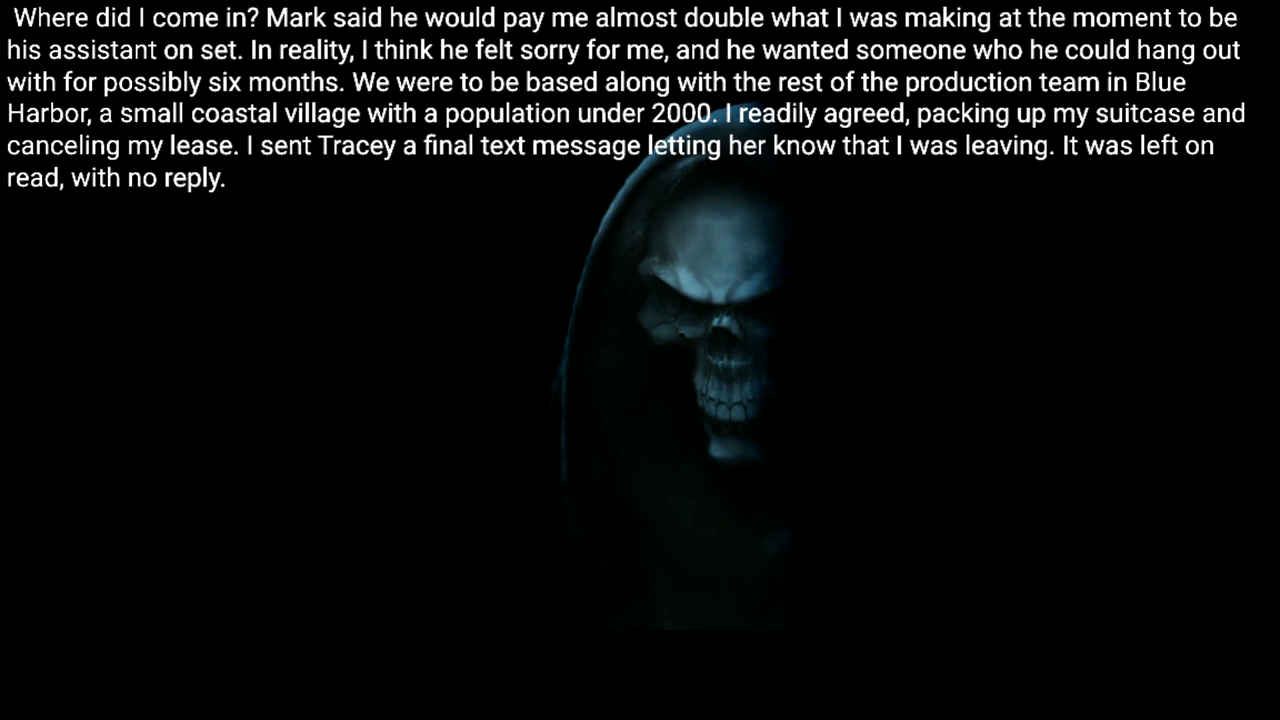 Where did I come in? Mark said he would pay me almost double what I was making at the moment to be
his assistant on set. In reality, I think he felt sorry for me, and he wanted someone who he could hang out
with for possibly six months. We were to be based along with the rest of the production team in Blue
Harbor, a small coastal village with a population under 2000. I readily agreed, packing up my suitcase and
canceling my lease. I sent Tracey a final text message letting her know that I was leaving. It was left on
read, with no reply.